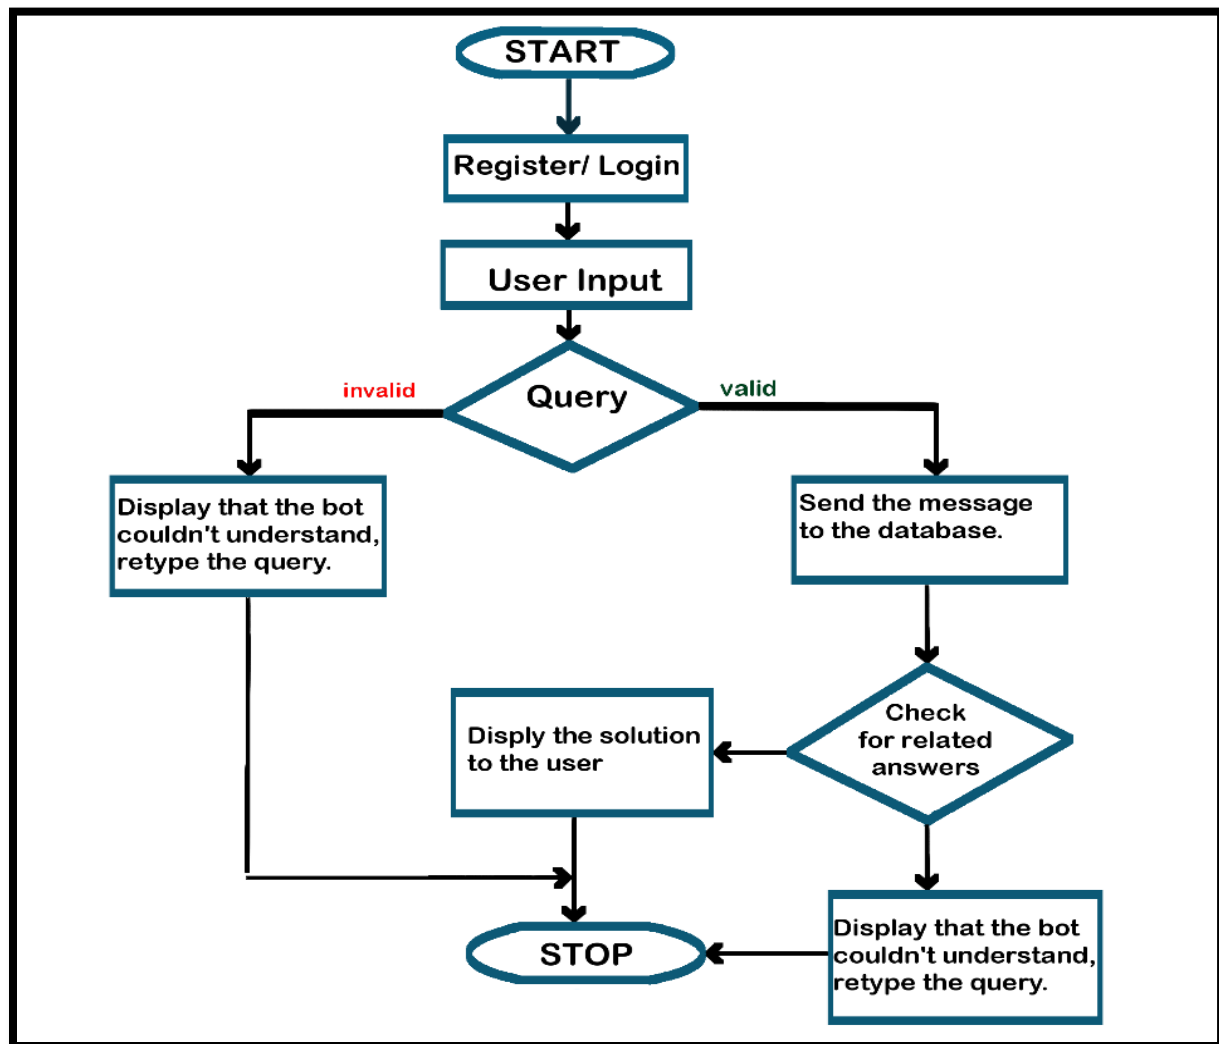 START
Register/ Login
User Input
Query
invalid
valid
Display that the bot
couldn't understand,
retype the query.
Send the message
to the database.
Check
for related
answers
Disply the solution
to the user
Display that the bot
couldn't understand,
retype the query.
STOP